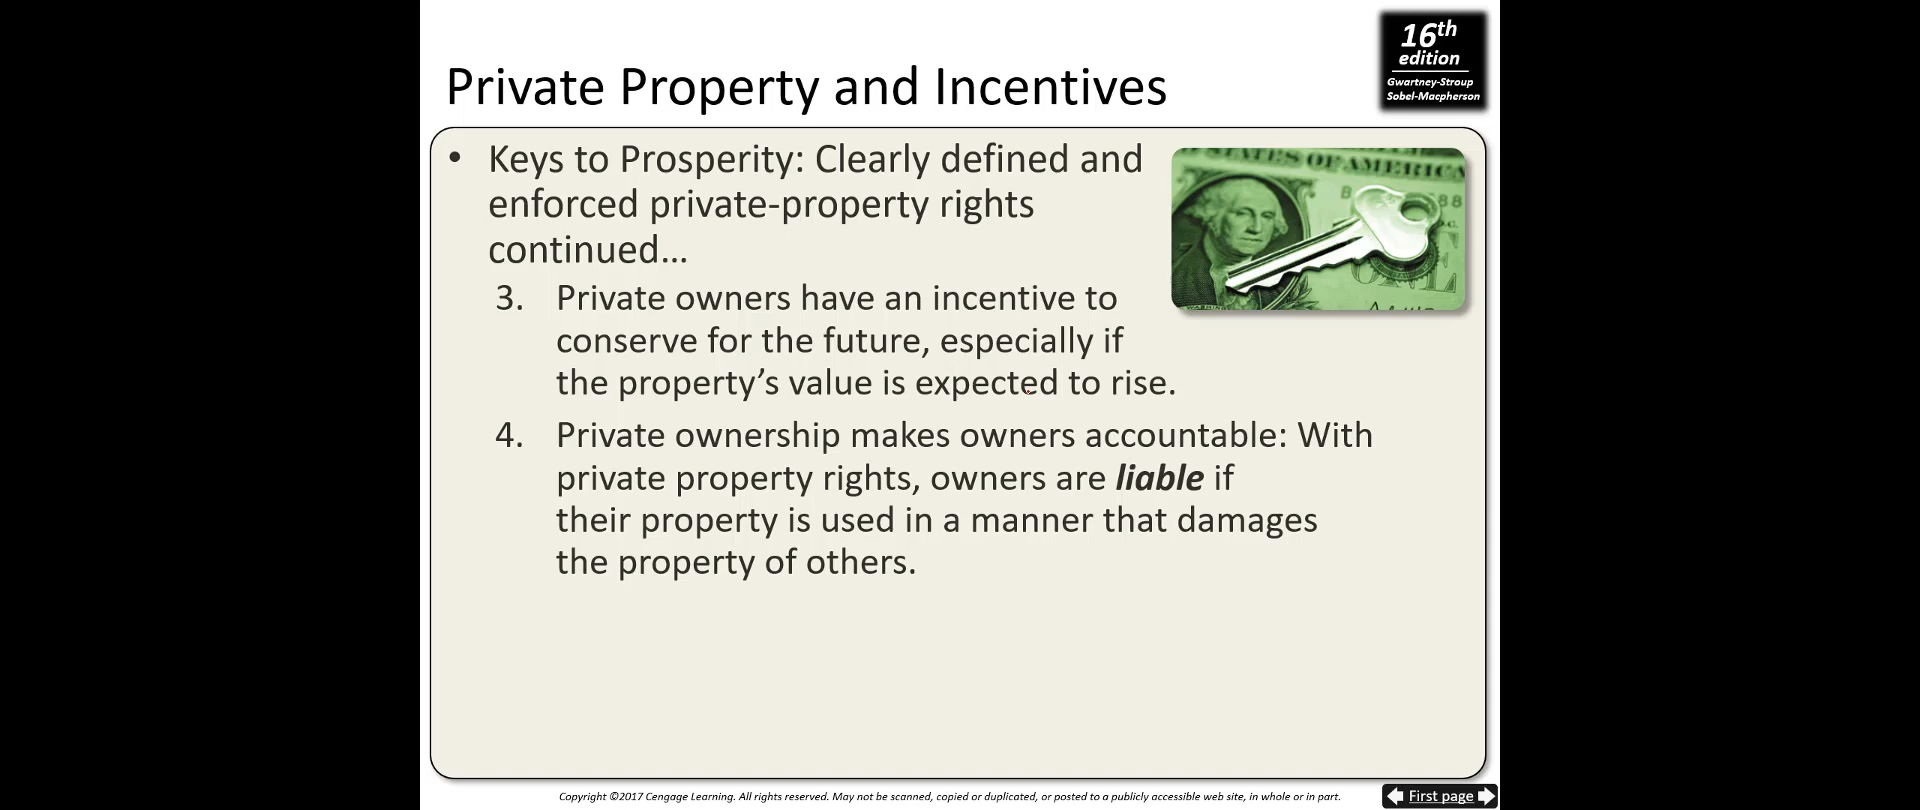 16th
edition
Gwartney-Stroup
Sobel-Macpherson
Private Property and Incentives
• Keys to Prosperity: Clearly defined and
enforced private-property rights
continued…
STATES OF AMERICA
3. Private owners have an incentive to
conserve for the future, especially if
the property’s value is expected to rise.
4. Private ownership makes owners accountable: With
private property rights, owners are liable if
their property is used in a manner that damages
the property of others.
Copyright ©2017 Cengage Learning. All rights reserved. May not be scanned, copied or duplicated, or posted to a publicly accessible web site, in whole or in part.
First page